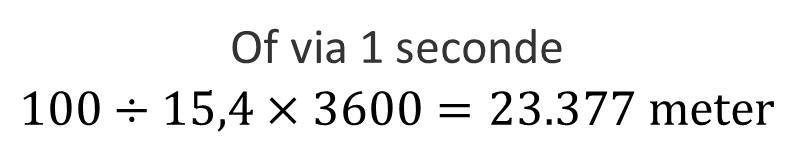 Of via 1 seconde
100 ÷ 15,4 × 3600 = 23.377 meter